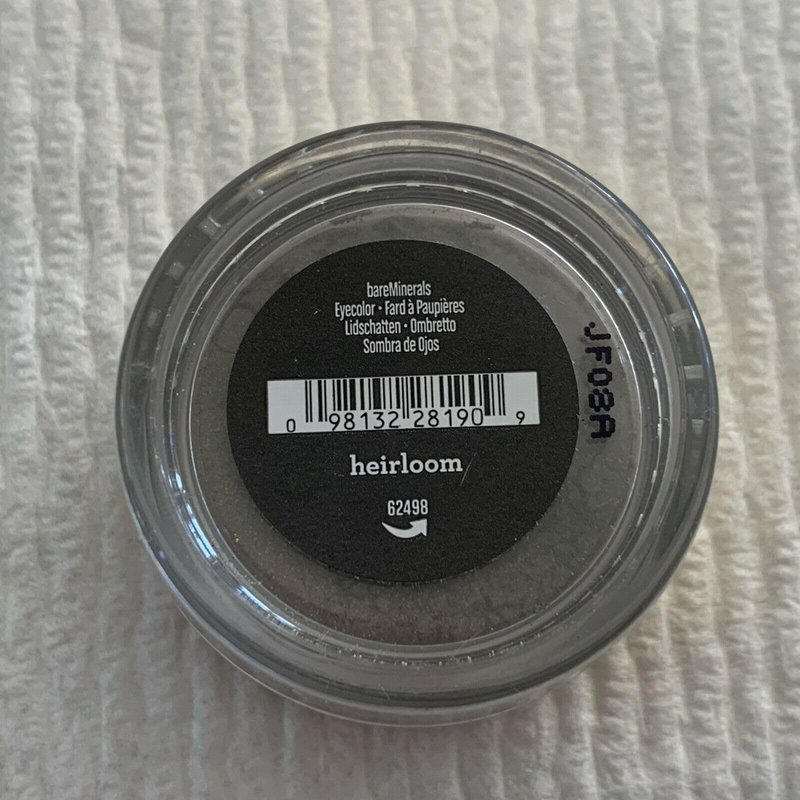 bareMinerals
Eyecolor · Fard à Paupières
Lidschatten · Ombretto
Sombra de Ojos
0 98132 28190 9
heirloom
62498
JF08A